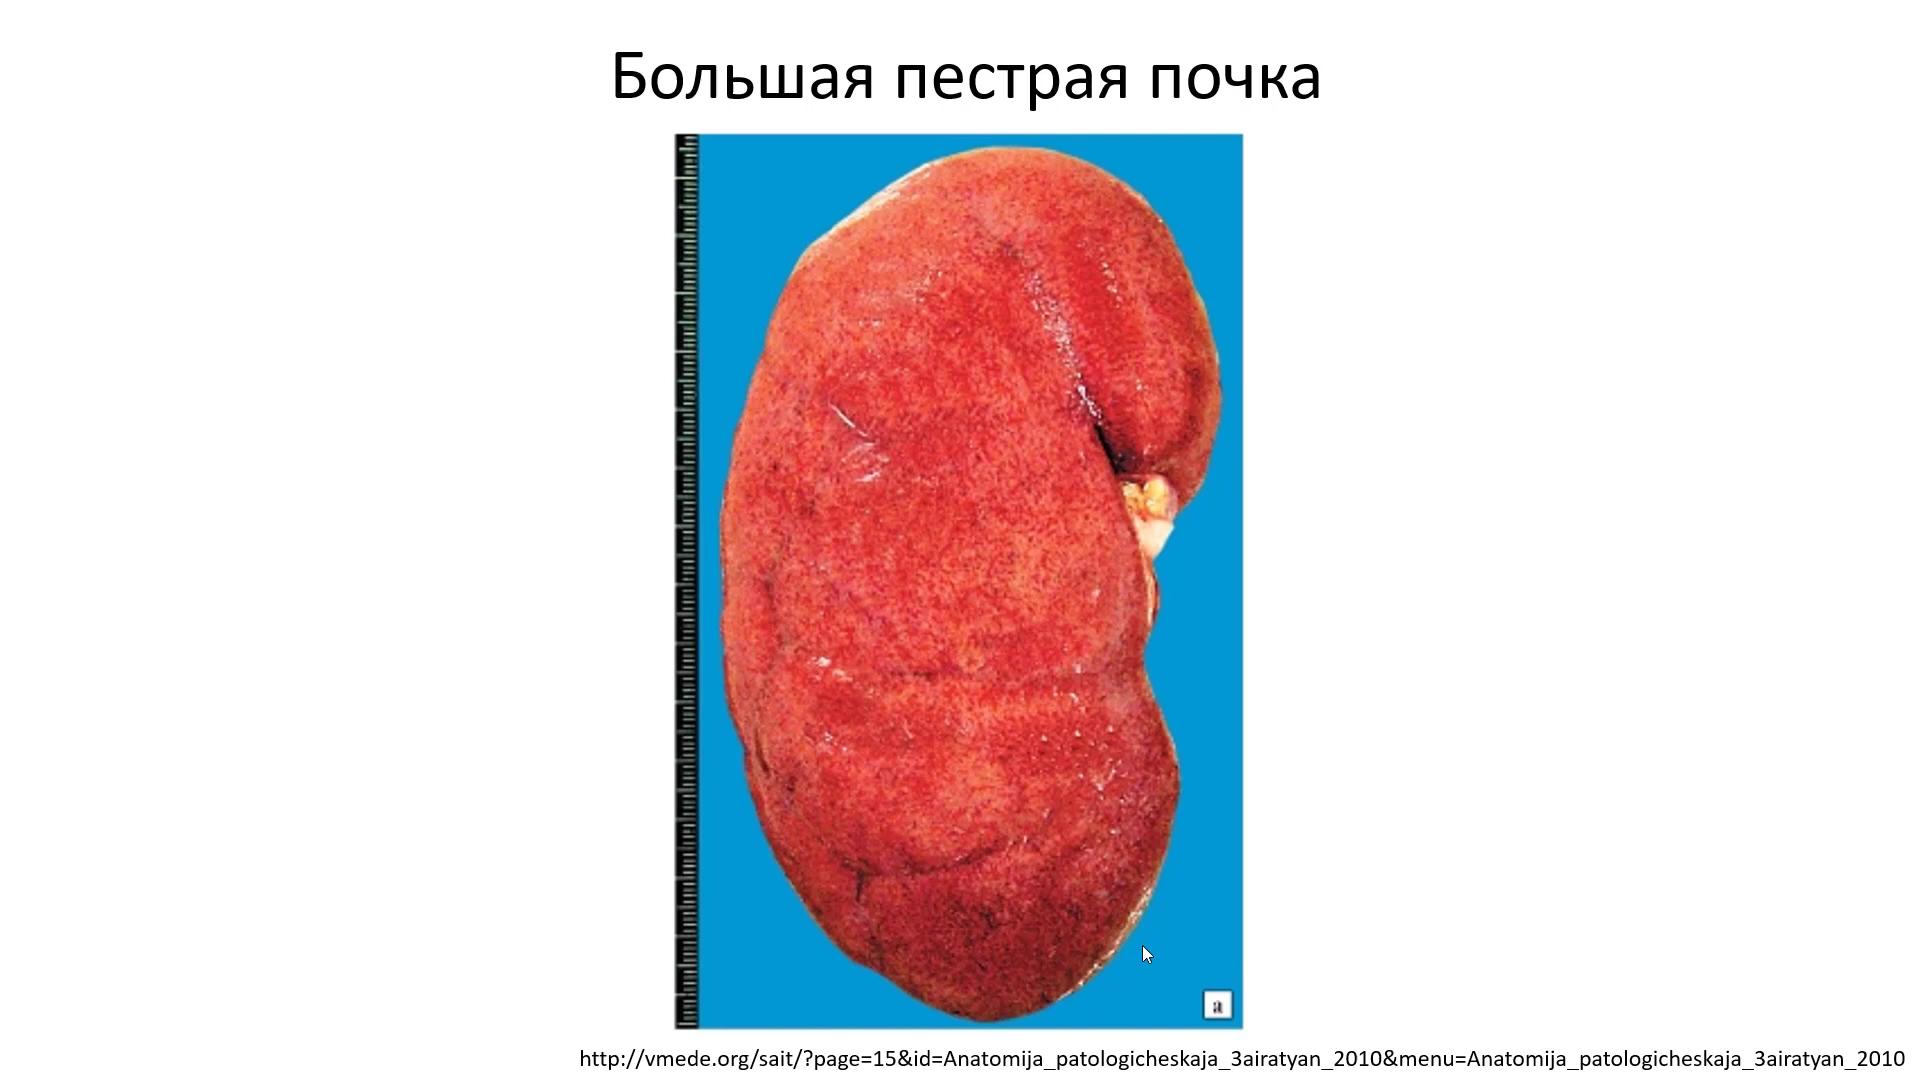 Большая пестрая почка
a
http://vmede.org/sait/?page=15&id=Anatomija_patologicheskaja_3airatyan_2010&menu=Anatomija_patologicheskaja_3airatyan_2010